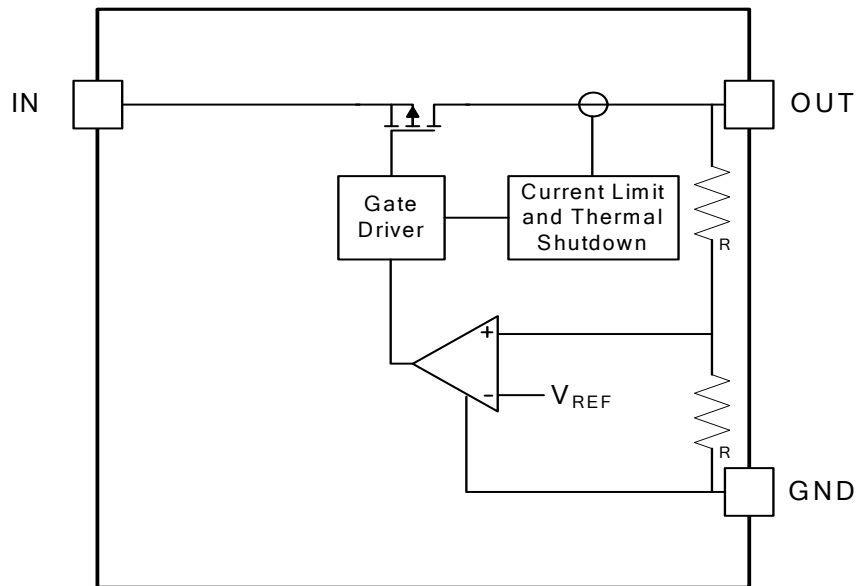 IN
OUT
Gate
Driver
Current Limit
and Thermal
Shutdown
R
+
-
VREF
R
GND